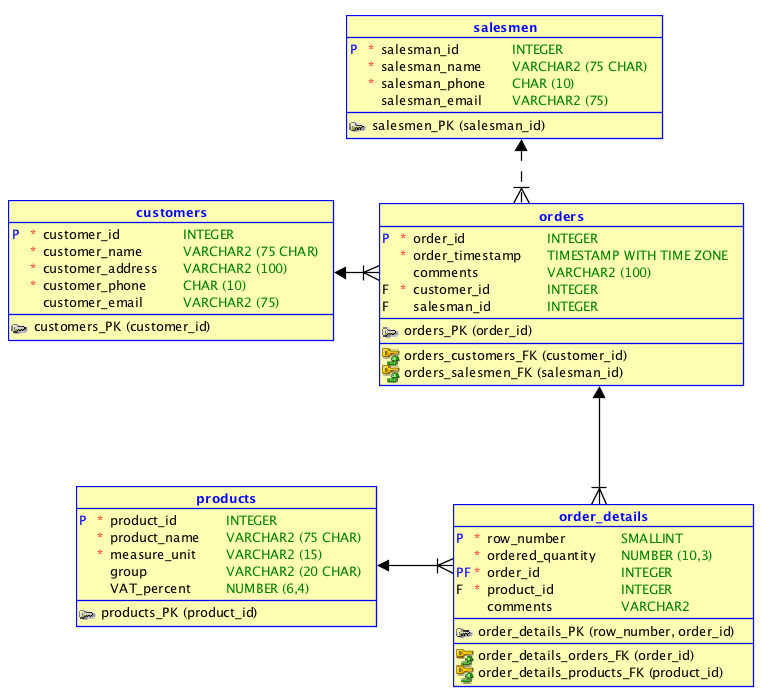 salesmen
P * salesman_id INTEGER
* salesman_name VARCHAR2 (75 CHAR)
* salesman_phone CHAR (10)
salesman_email VARCHAR2 (75)
salesmen_PK (salesman_id)
customers
P * customer_id INTEGER
* customer_name VARCHAR2 (75 CHAR)
* customer_address VARCHAR2 (100)
* customer_phone CHAR (10)
customer_email VARCHAR2 (75)
customers_PK (customer_id)
orders
P * order_id INTEGER
* order_timestamp TIMESTAMP WITH TIME ZONE
comments VARCHAR2 (100)
F * customer_id INTEGER
F salesman_id INTEGER
orders_PK (order_id)
orders_customers_FK (customer_id)
orders_salesmen_FK (salesman_id)
products
P * product_id INTEGER
* product_name VARCHAR2 (75 CHAR)
* measure_unit VARCHAR2 (15)
group VARCHAR2 (20 CHAR)
VAT_percent NUMBER (6,4)
products_PK (product_id)
order_details
P * row_number SMALLINT
* ordered_quantity NUMBER (10,3)
PF * order_id INTEGER
F * product_id INTEGER
comments VARCHAR2
order_details_PK (row_number, order_id)
order_details_orders_FK (order_id)
order_details_products_FK (product_id)